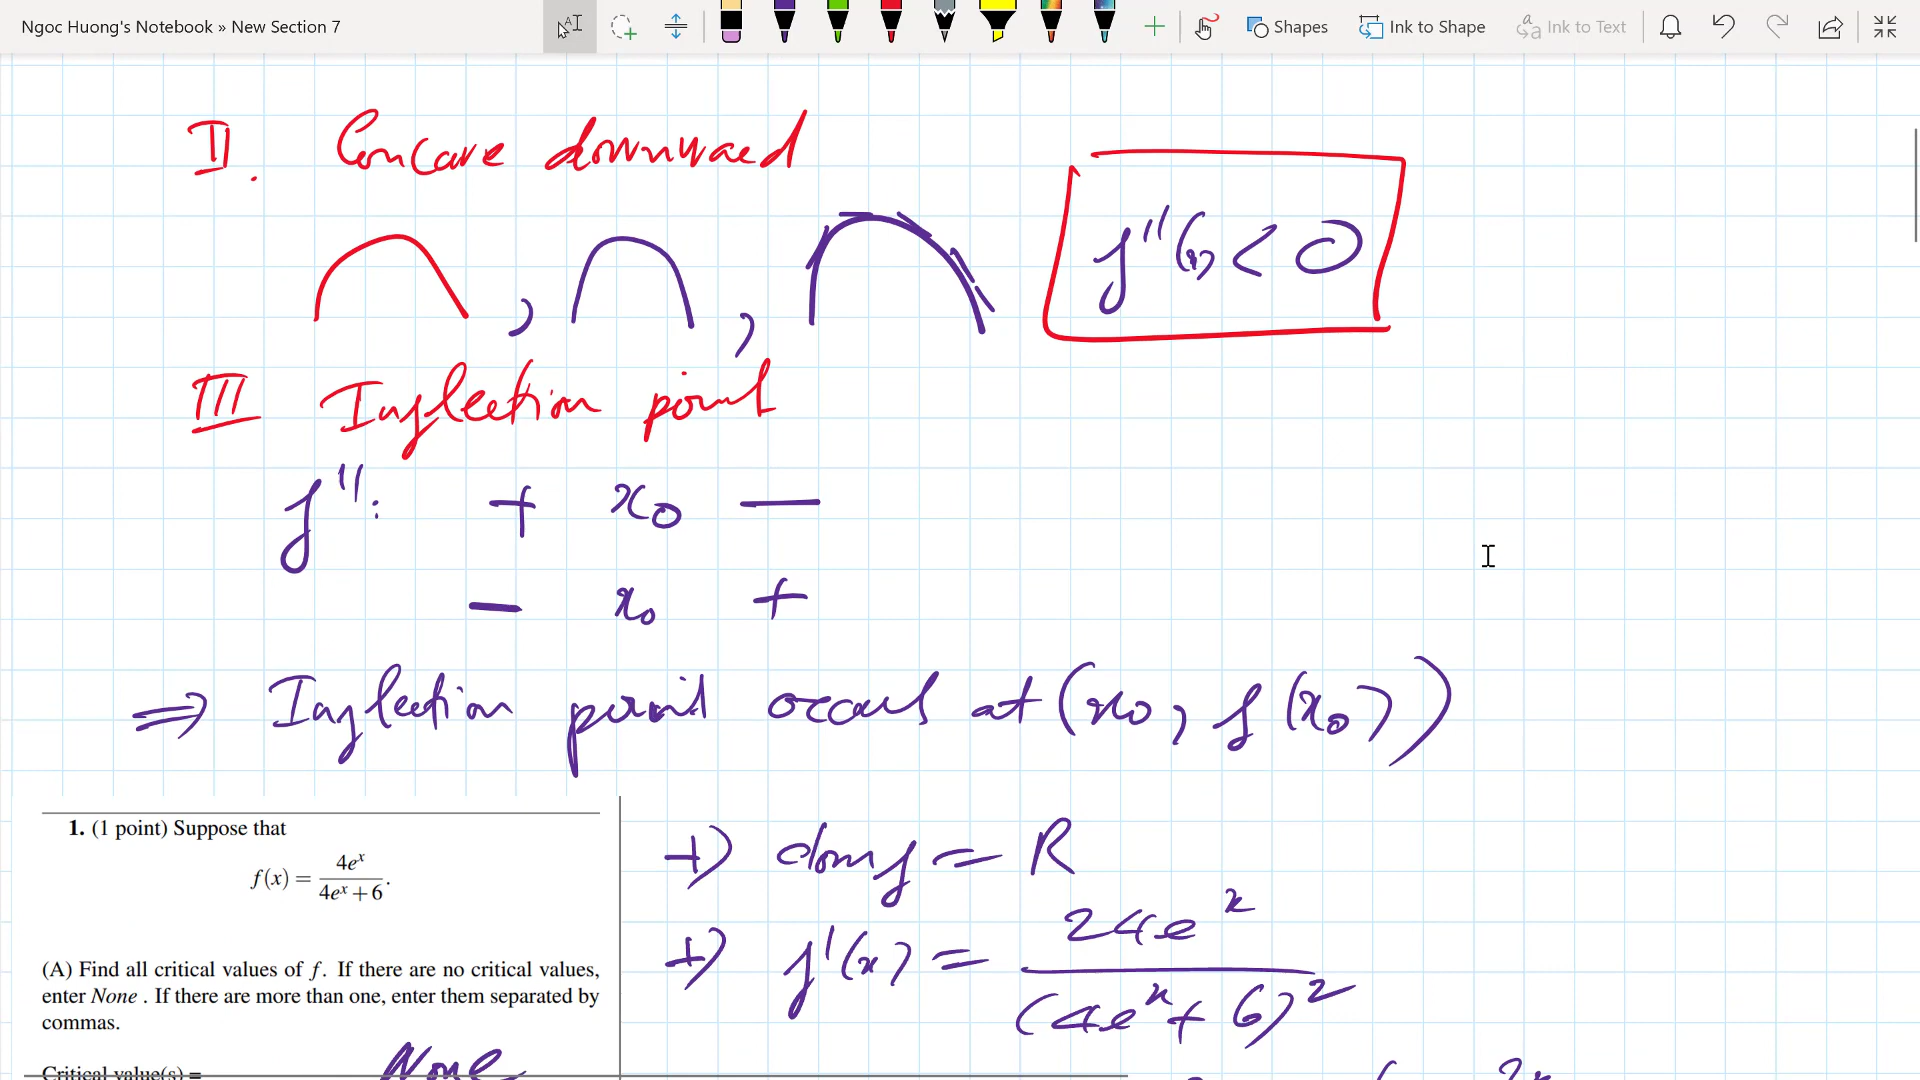 Ngoc Huong's Notebook » New Section 7
Shapes
Ink to Shape
Ink to Text
II. Concave downward
, ,
f''(x) < 0
III Inflection point
f'': + x₀ −
− x₀ +
⇒ Inflection point occurs at (x₀, f(x₀))
1. (1 point) Suppose that
f(x) = 4eˣ / (4eˣ + 6).
(A) Find all critical values of f. If there are no critical values,
enter None . If there are more than one, enter them separated by
commas.
Critical value(s) = None
+) dom f = R
+) f'(x) = 24eˣ / (4eˣ + 6)²